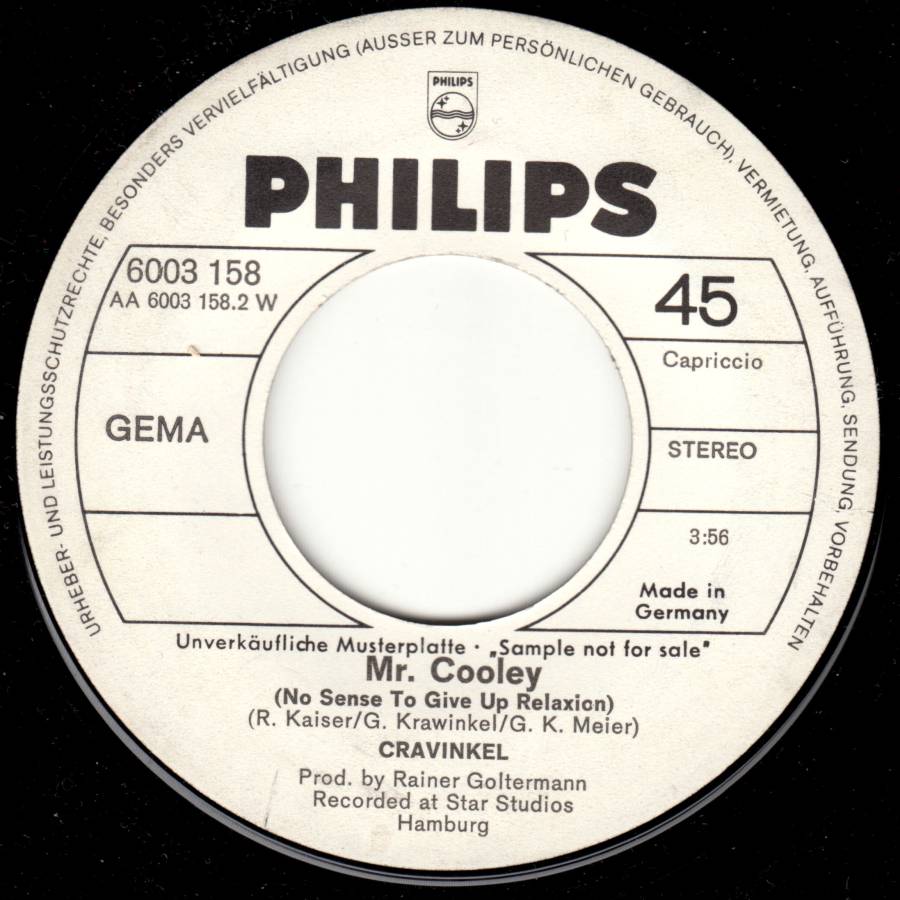 URHEBER- UND LEISTUNGSSCHUTZRECHTE, BESONDERS VERVIELFÄLTIGUNG (AUSSER ZUM PERSÖNLICHEN GEBRAUCH), VERMIETUNG, AUFFÜHRUNG, SENDUNG, VORBEHALTEN
PHILIPS
PHILIPS
6003 158
AA 6003 158.2 W
GEMA
45
Capriccio
STEREO
3:56
Made in
Germany
Unverkäufliche Musterplatte · „Sample not for sale"
Mr. Cooley
(No Sense To Give Up Relaxion)
(R. Kaiser/G. Krawinkel/G. K. Meier)
CRAVINKEL
Prod. by Rainer Goltermann
Recorded at Star Studios
Hamburg